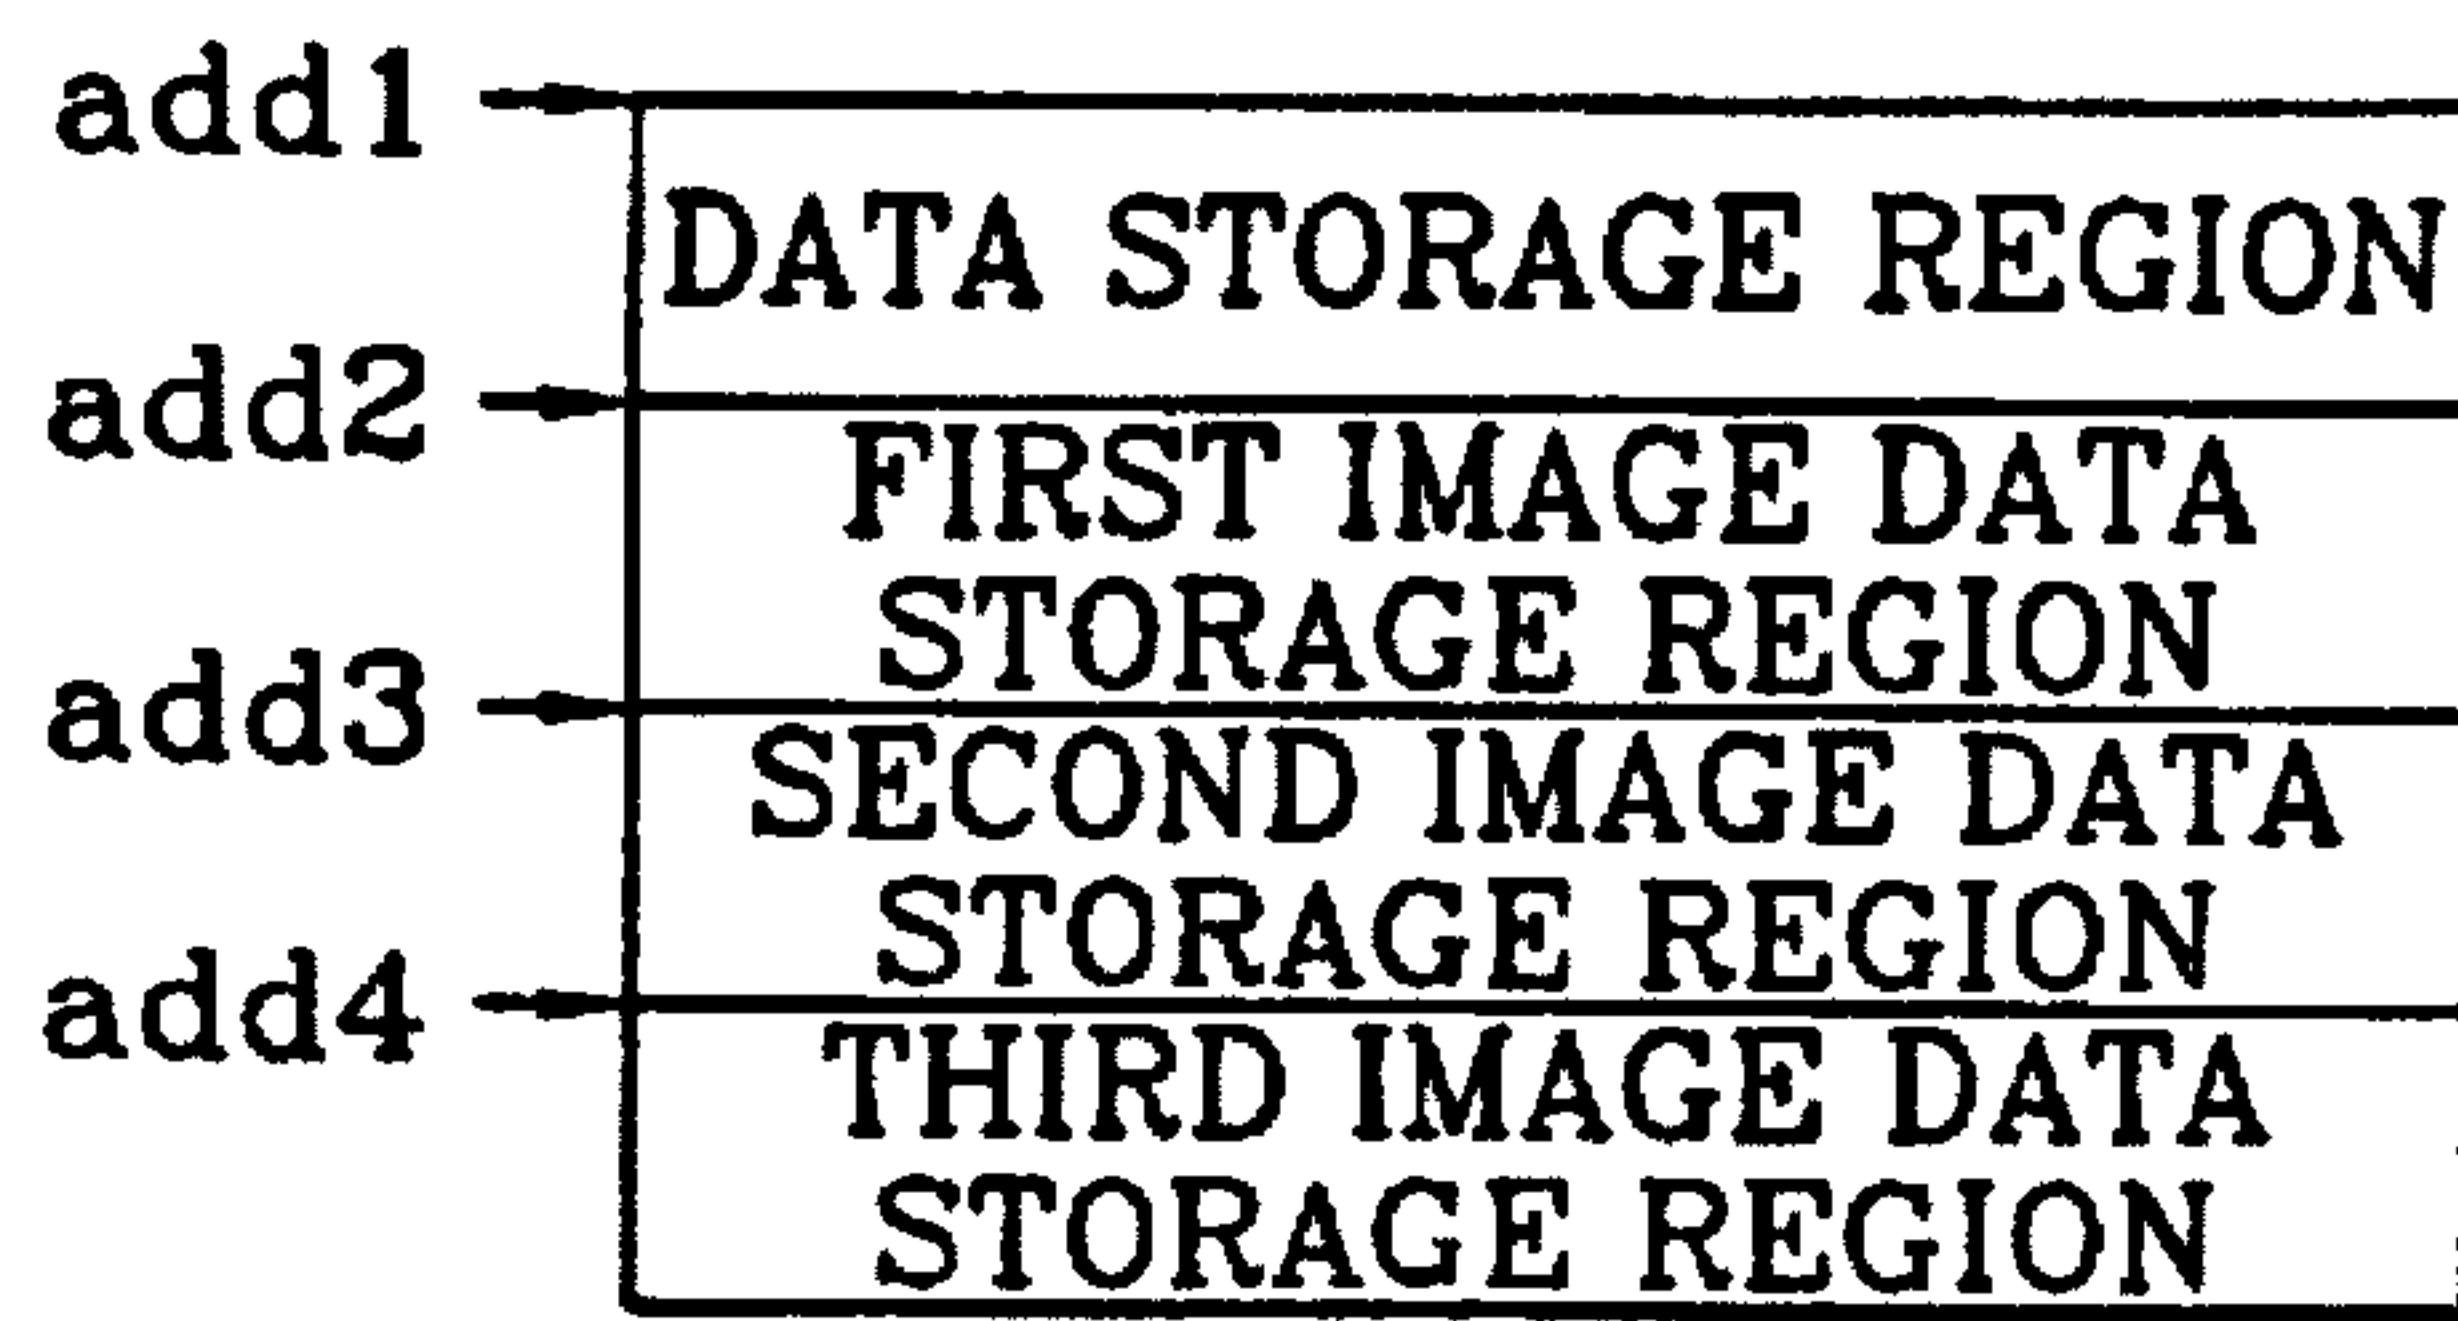 add1
DATA STORAGE REGION
add2
FIRST IMAGE DATA
STORAGE REGION
add3
SECOND IMAGE DATA
STORAGE REGION
add4
THIRD IMAGE DATA
STORAGE REGION